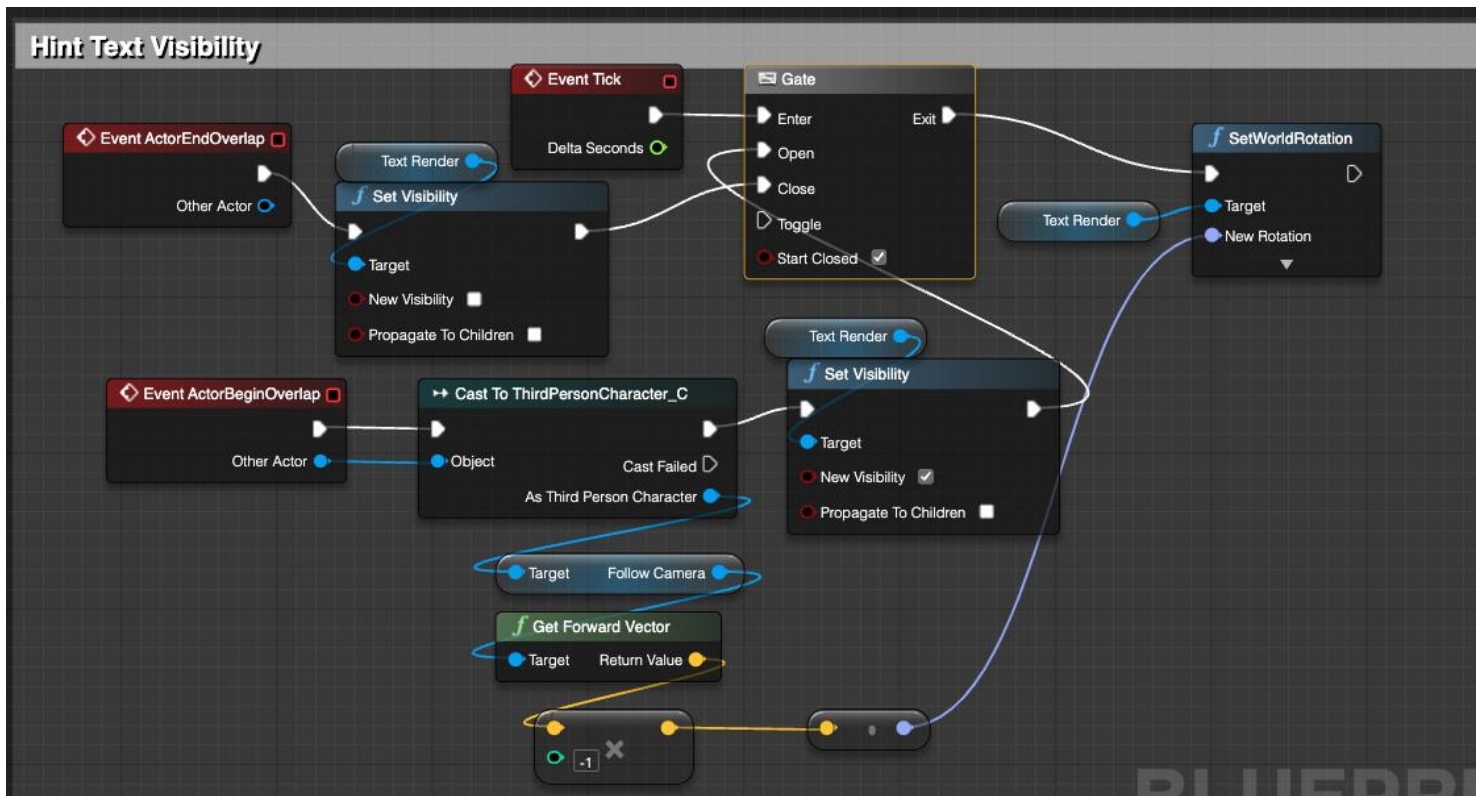 Hint Text Visibility
Event Tick
Delta Seconds
Gate
Enter
Exit
Open
Close
Toggle
Start Closed
Event ActorEndOverlap
Other Actor
Text Render
Set Visibility
Target
New Visibility
Propagate To Children
Text Render
SetWorldRotation
Target
New Rotation
Text Render
Set Visibility
Target
New Visibility
Propagate To Children
Event ActorBeginOverlap
Other Actor
Cast To ThirdPersonCharacter_C
Object
Cast Failed
As Third Person Character
Target Follow Camera
Get Forward Vector
Target Return Value
-1